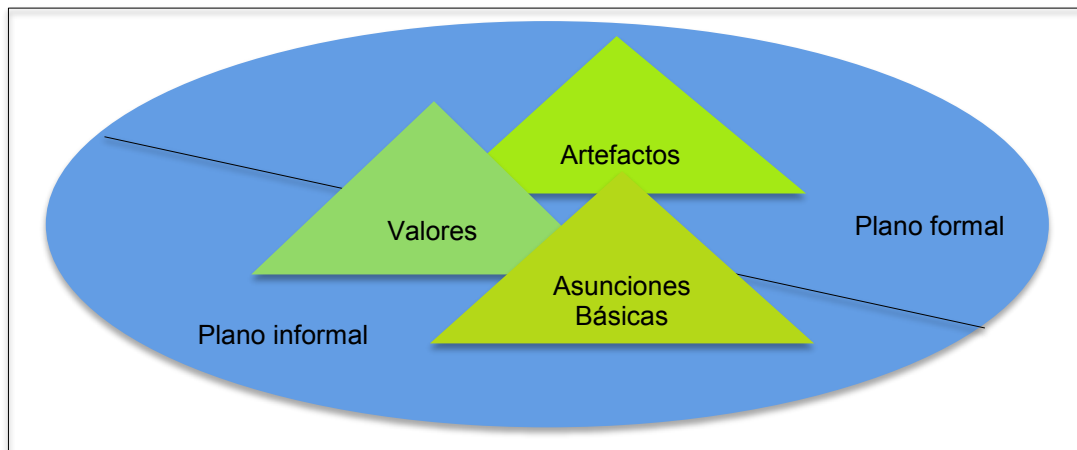 Artefactos
Valores
Plano formal
Asunciones
Básicas
Plano informal